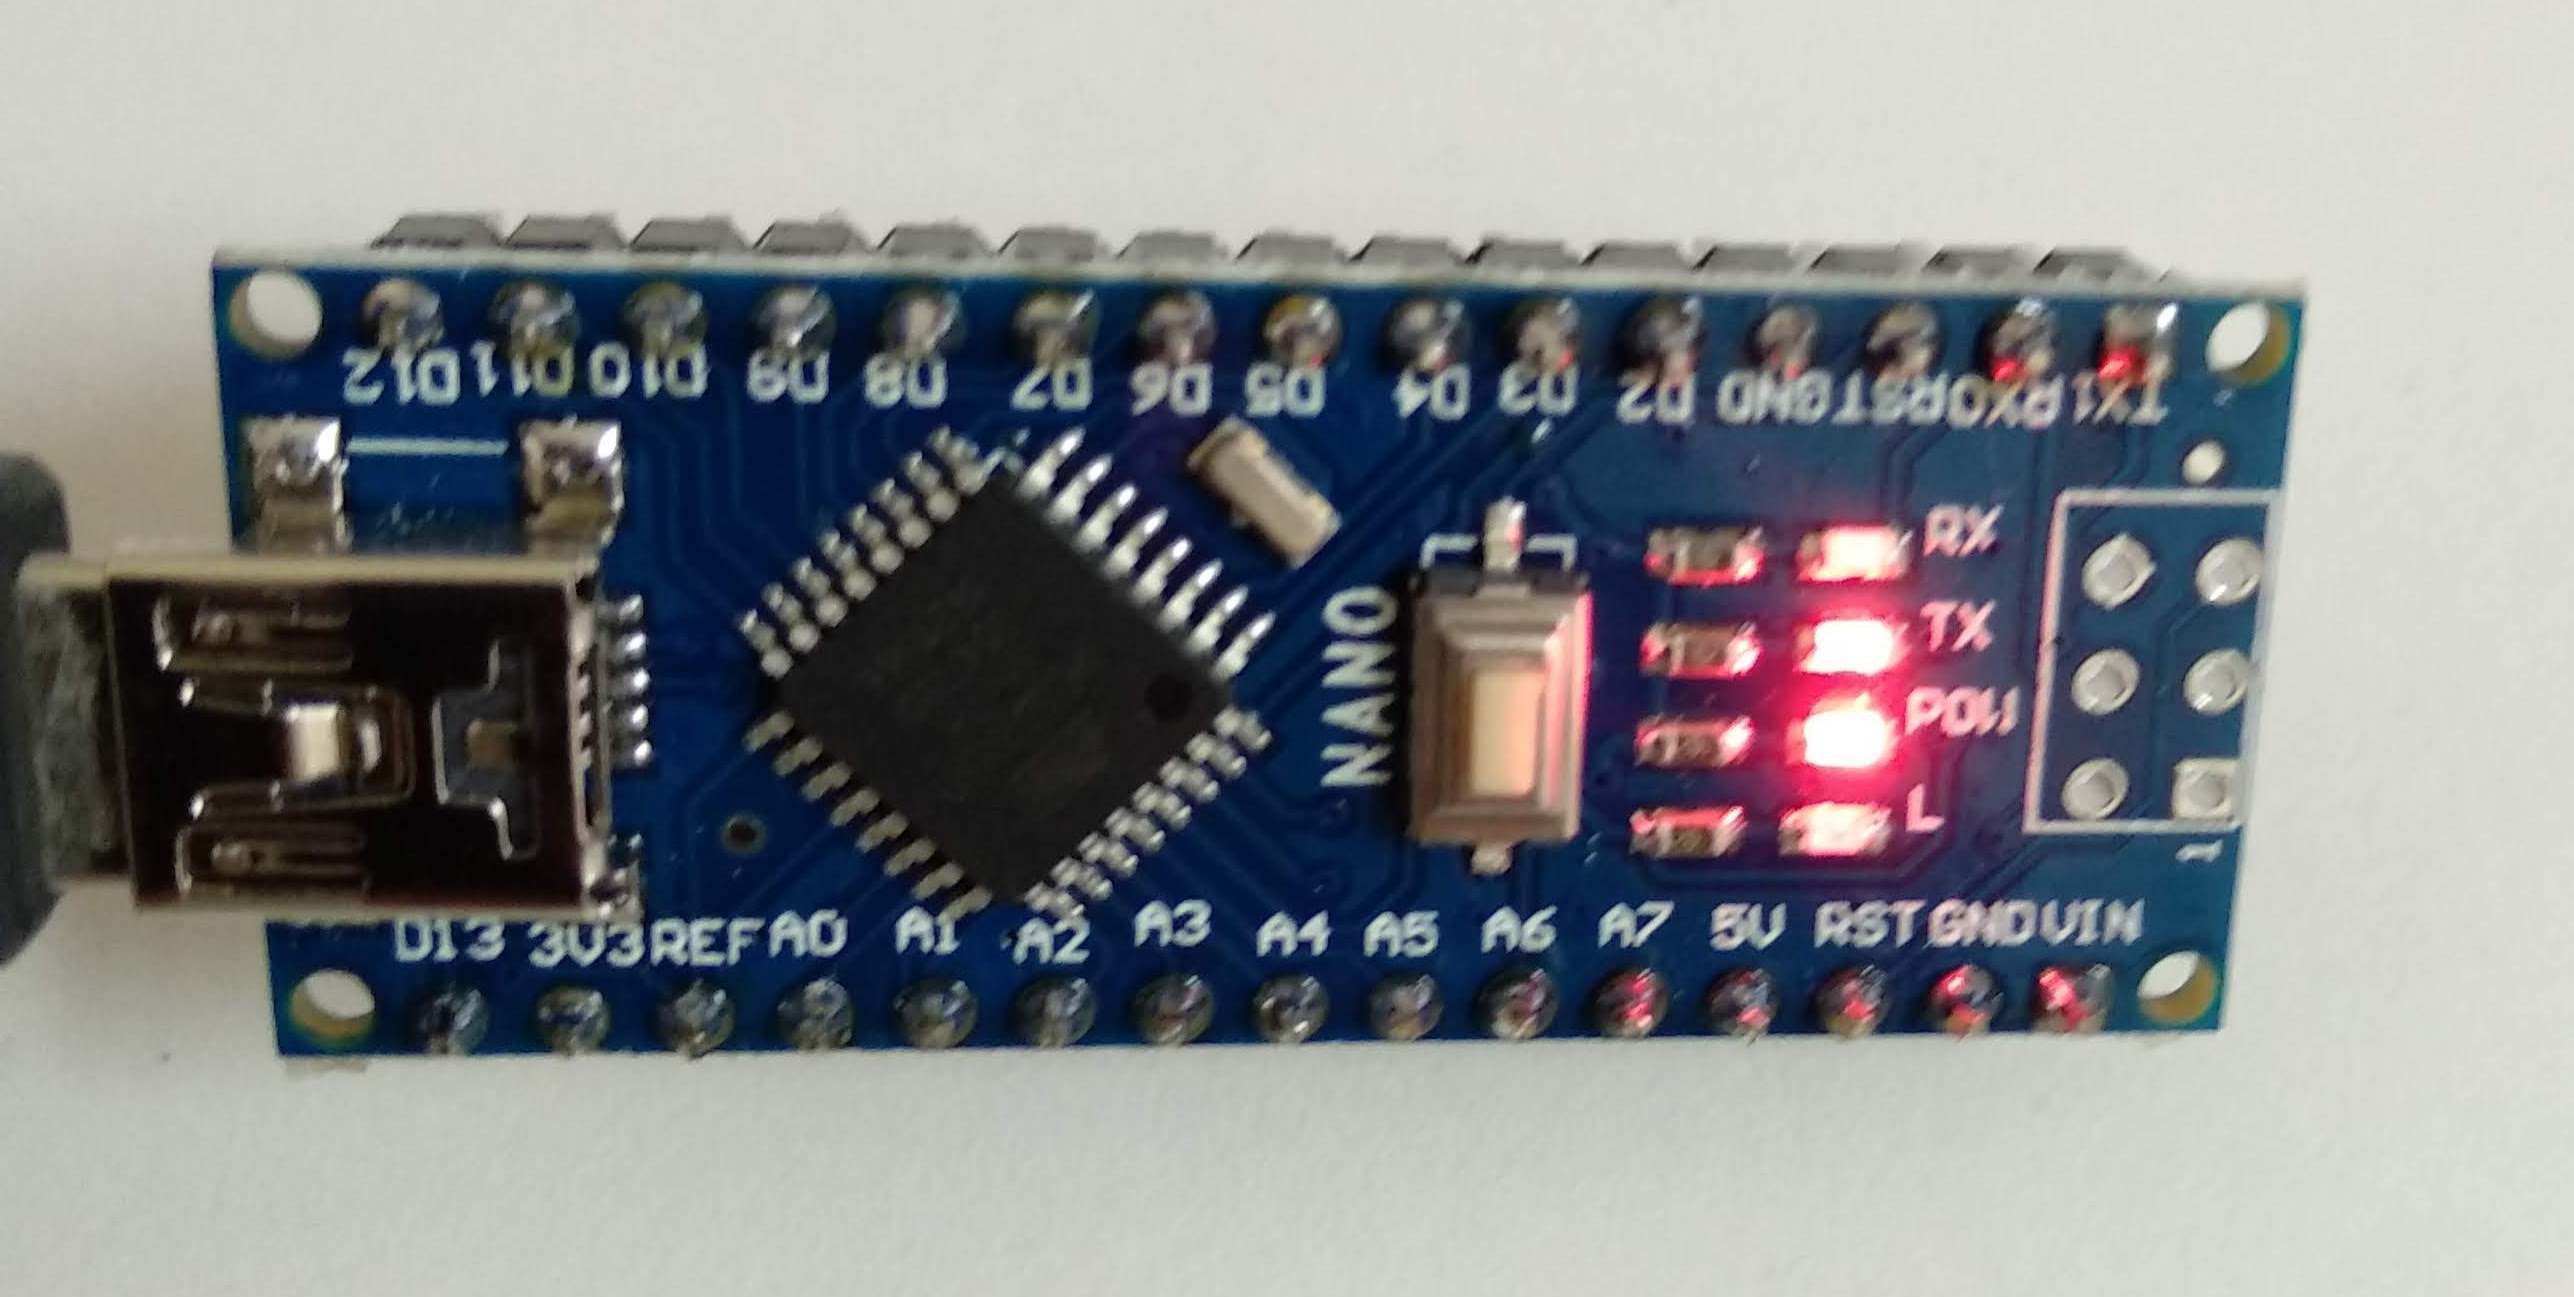 D12 D11 D10 D9 D8 D7 D6 D5 D4 D3 D2 GND RST RX0 TX1
RX
TX
POW
L
NANO
1
D13 3V3 REF A0 A1 A2 A3 A4 A5 A6 A7 5V RST GND VIN